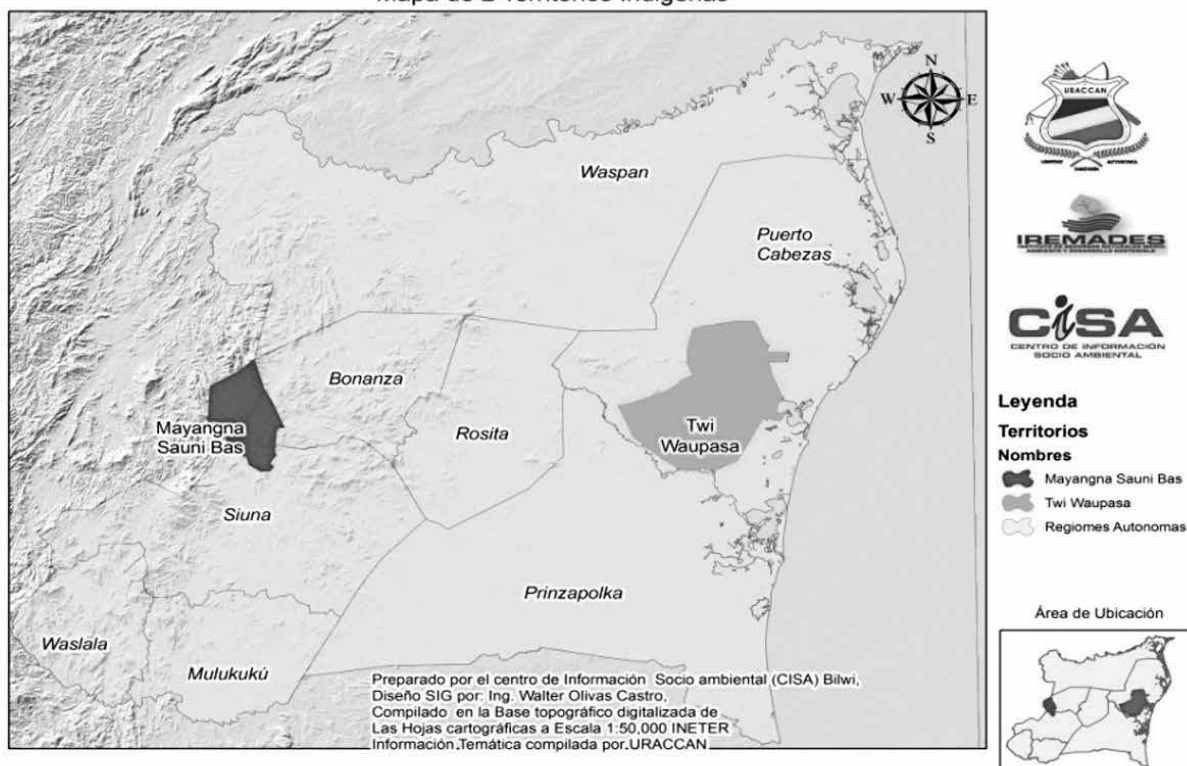 Mapa de 2 Territorios Indígenas
N
W
E
S
Waspan
Puerto
Cabezas
Bonanza
Mayangna
Sauni Bas
Rosita
Twi
Waupasa
Siuna
Prinzapolka
Waslala
Mulukukú
Preparado por el centro de Información Socio ambiental (CISA) Bilwi,
Diseño SIG por: Ing. Walter Olivas Castro,
Compilado en la Base topográfico digitalizada de
Las Hojas cartográficas a Escala 1:50,000 INETER
Información Temática compilada por URACCAN
URACCAN
IREMADES
CISA
CENTRO DE INFORMACIÓN
SOCIO AMBIENTAL
Leyenda
Territorios
Nombres
Mayangna Sauni Bas
Twi Waupasa
Regiomes Autonomas
Área de Ubicación